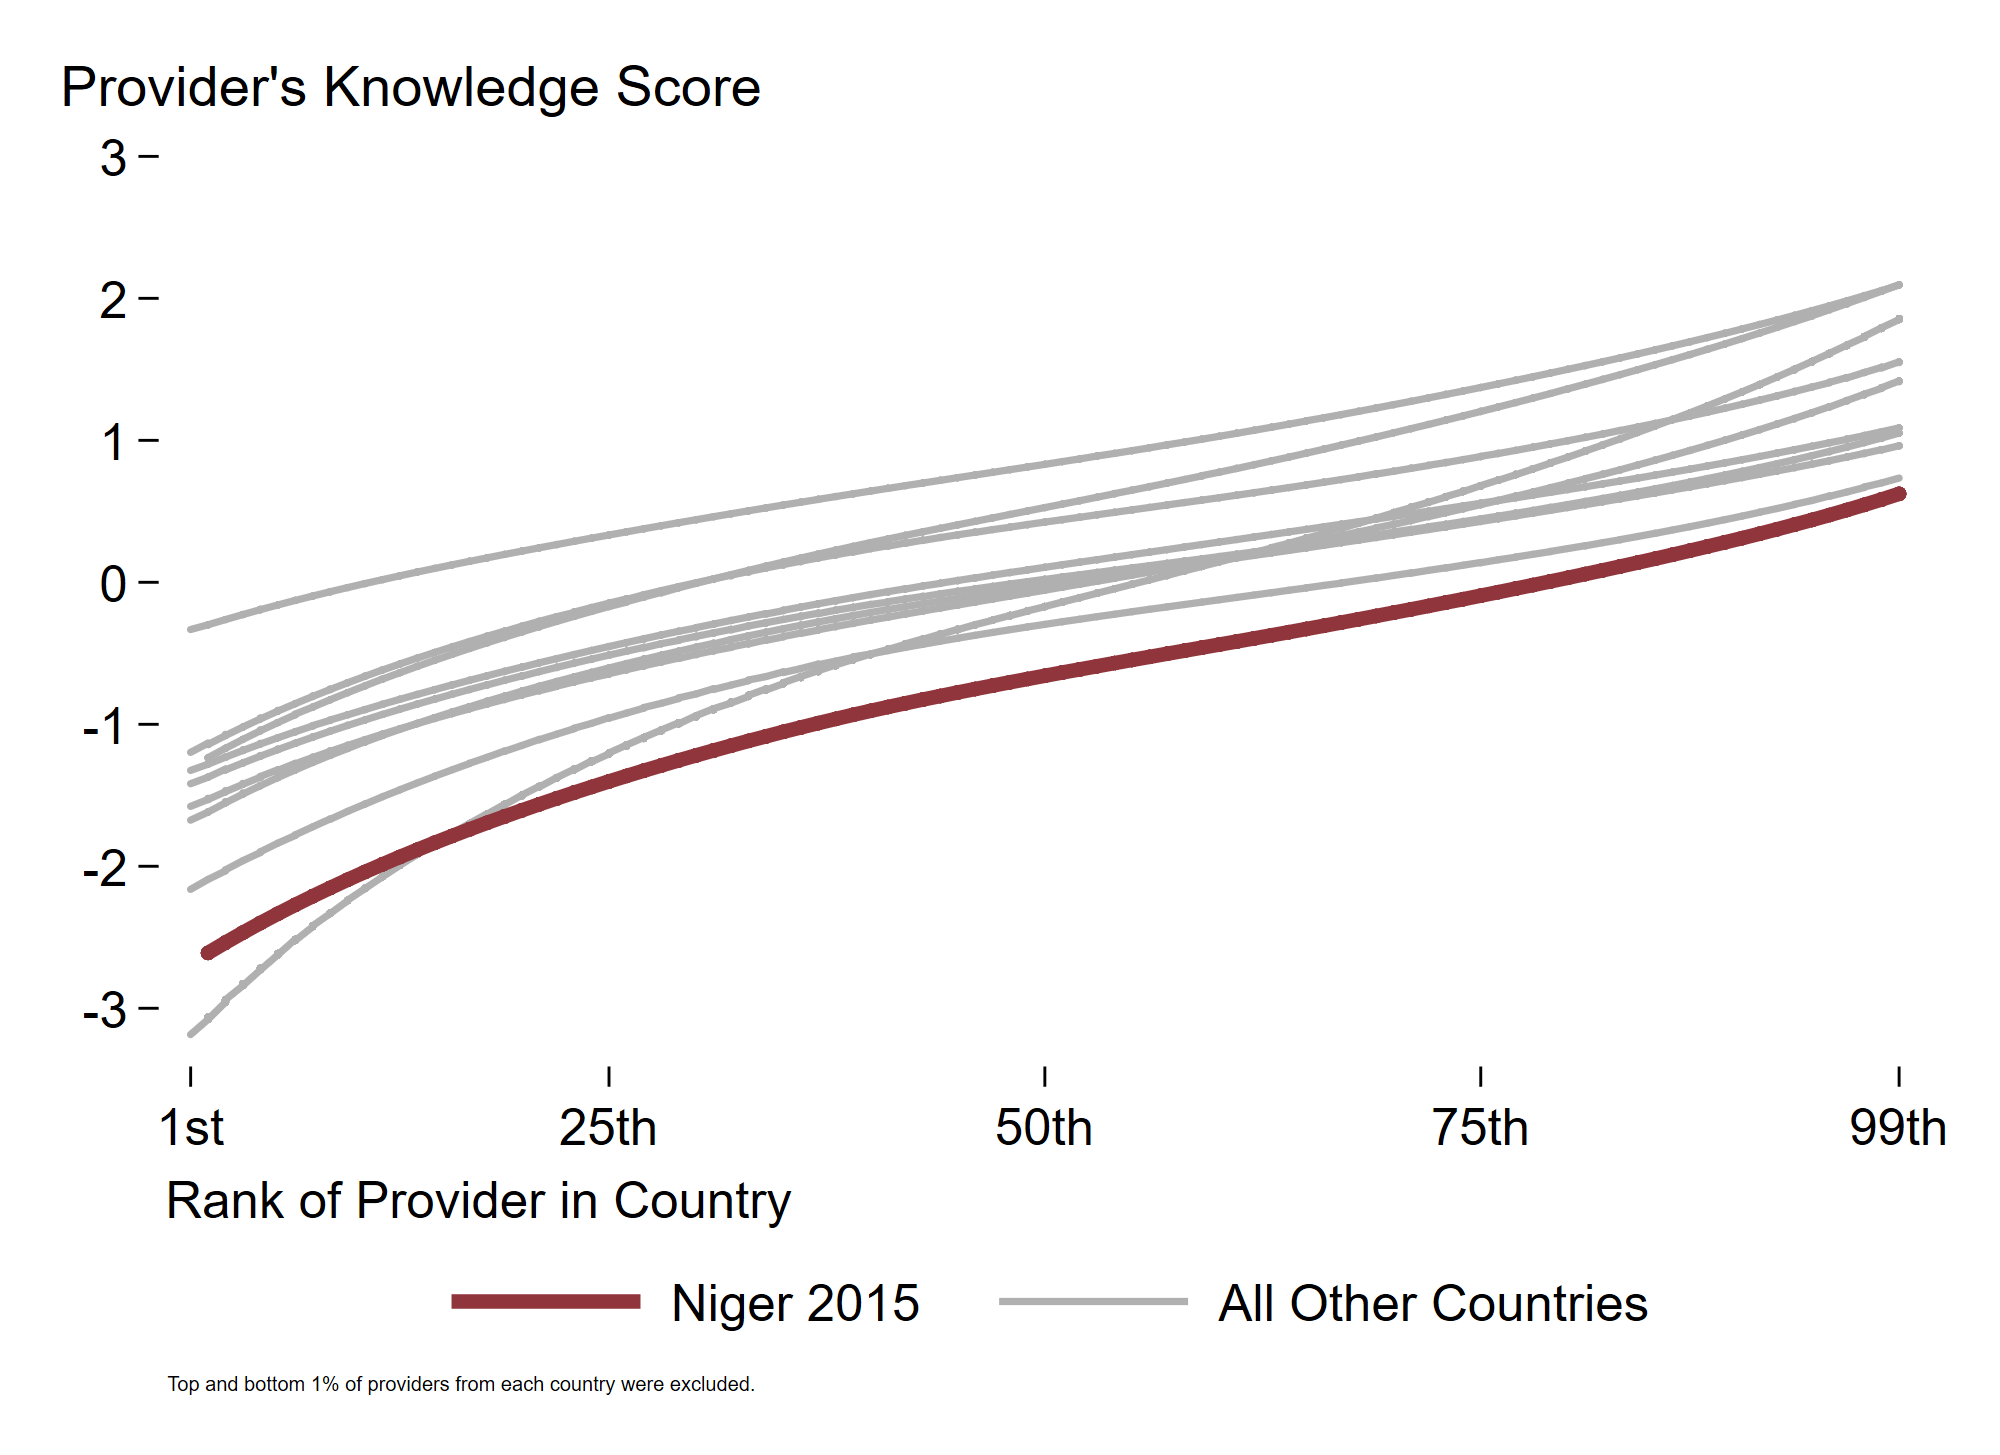 Provider's Knowledge Score
3
2
1
0
-1
-2
-3
1st 25th 50th 75th 99th
Rank of Provider in Country
Niger 2015 All Other Countries
Top and bottom 1% of providers from each country were excluded.